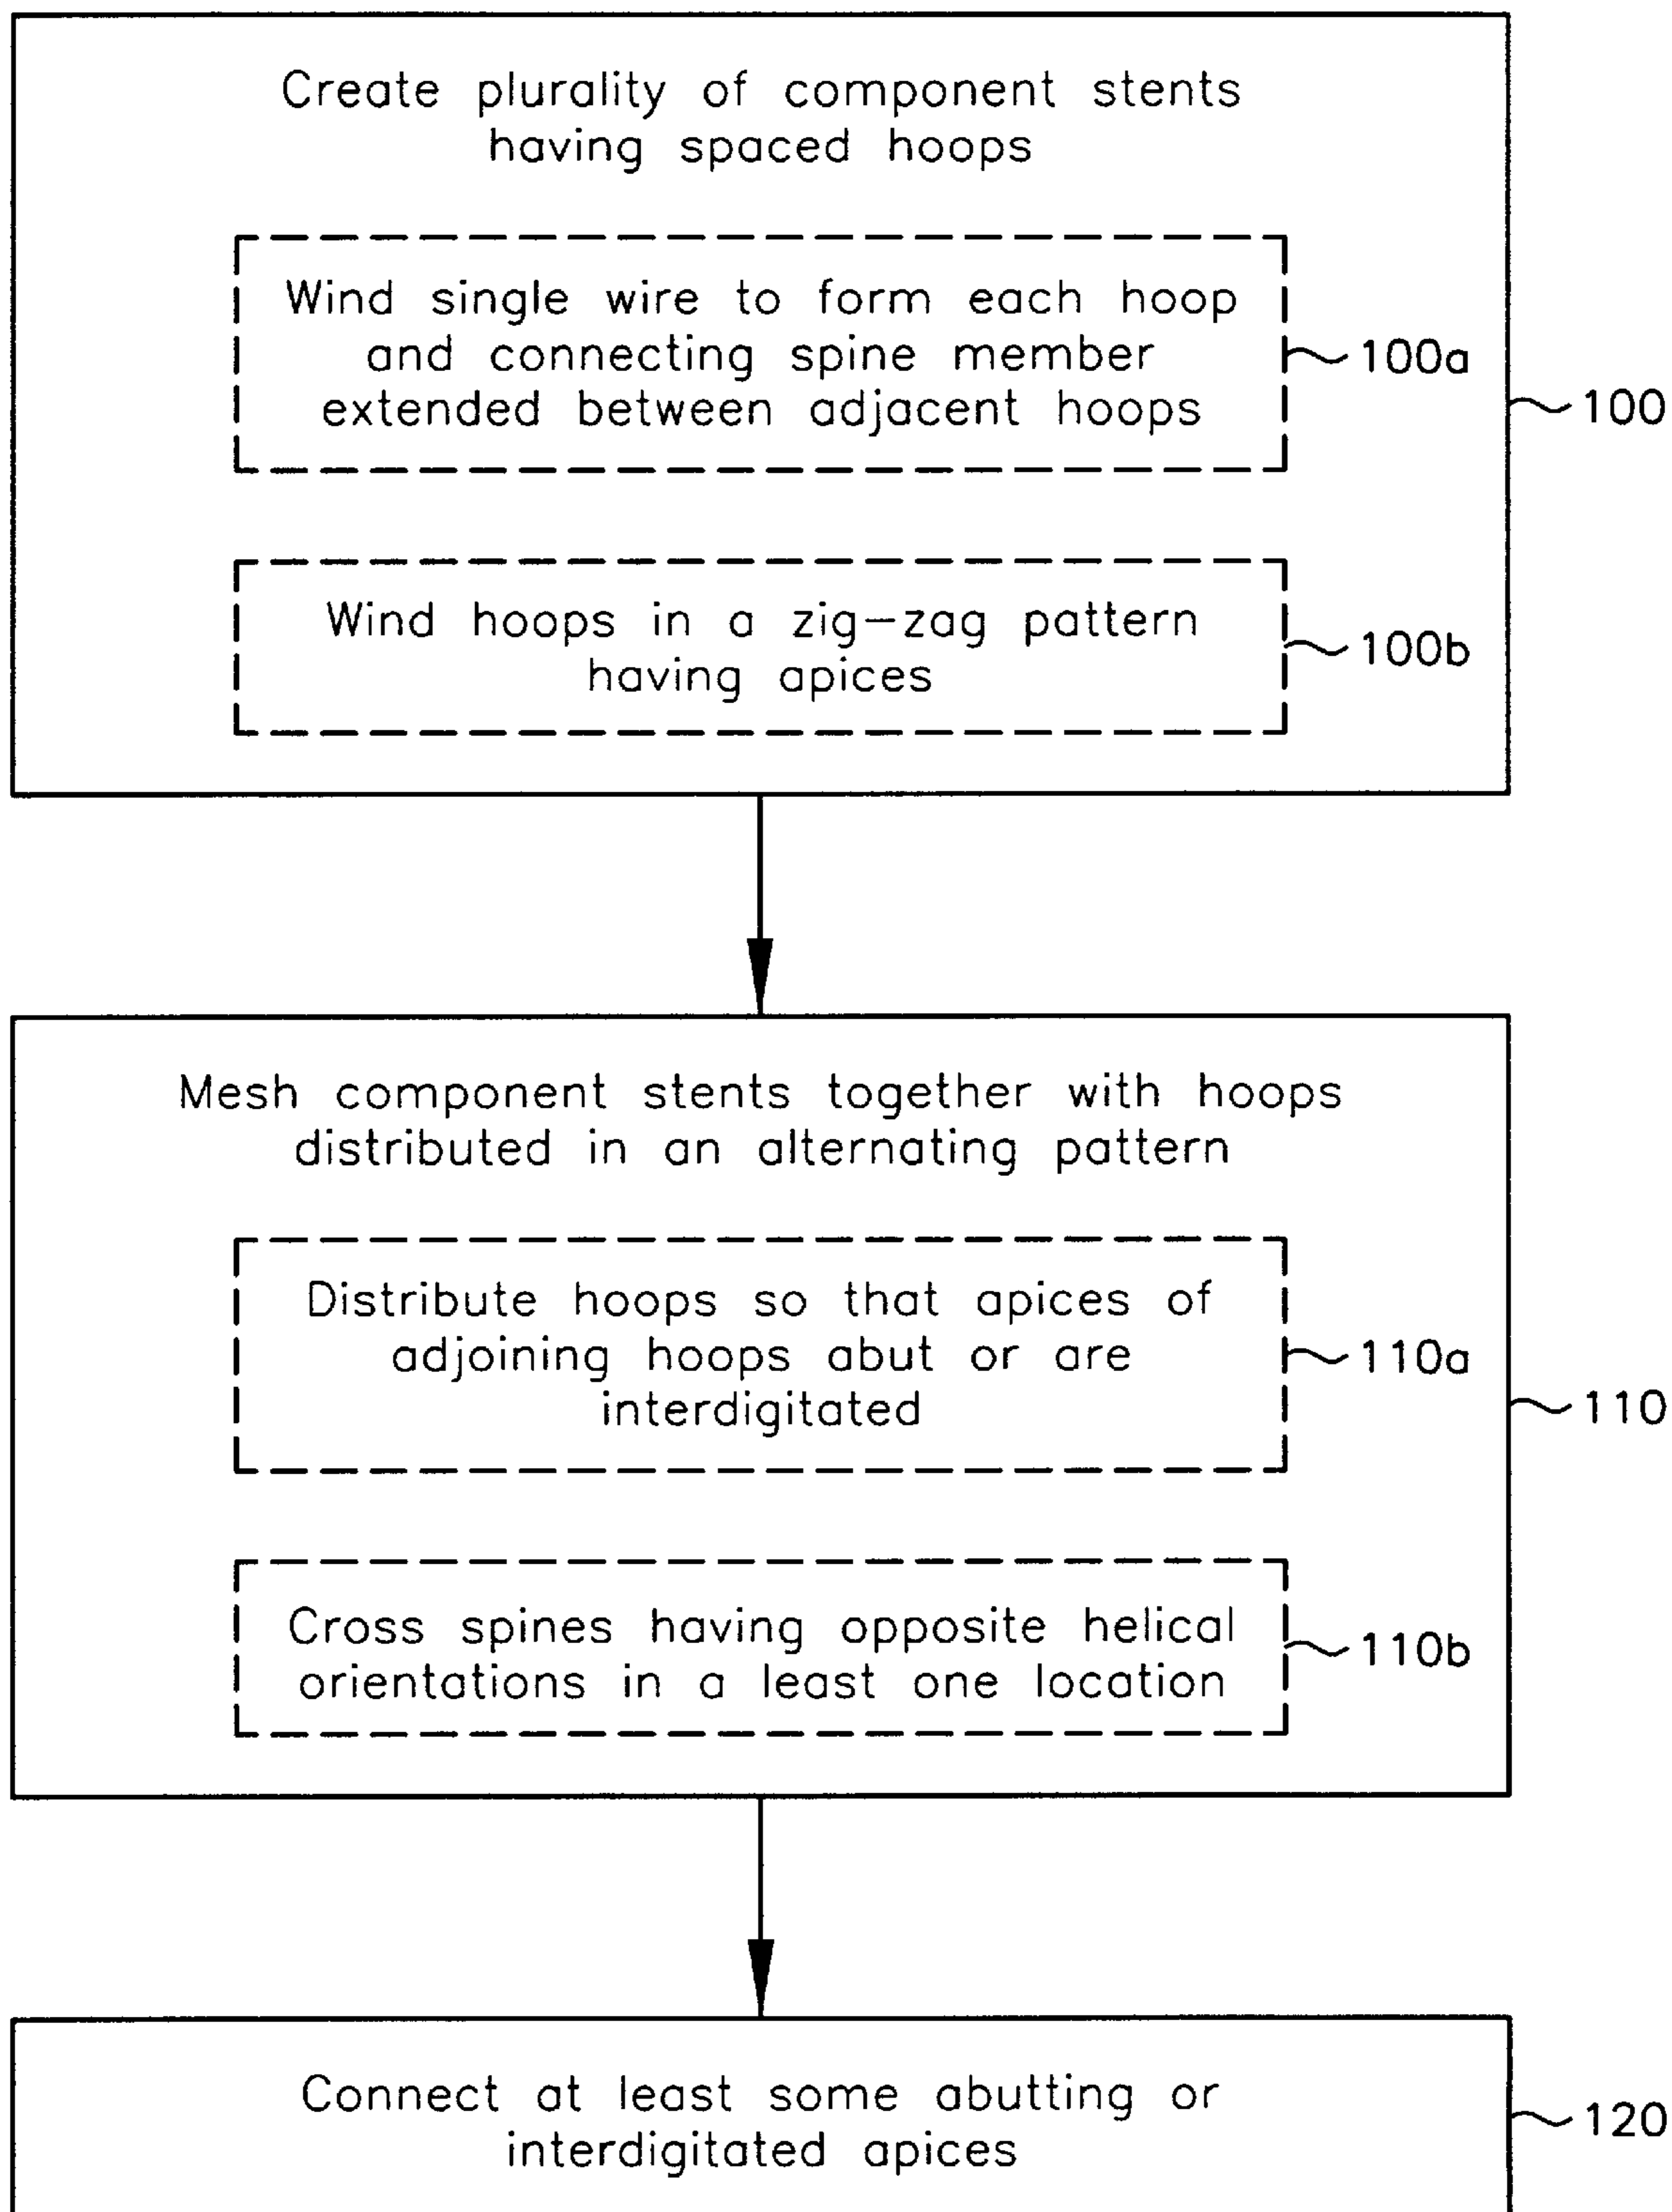 Create plurality of component stents
having spaced hoops
Wind single wire to form each hoop
and connecting spine member
extended between adjacent hoops
100a
100
Wind hoops in a zig-zag pattern
having apices
100b
Mesh component stents together with hoops
distributed in an alternating pattern
Distribute hoops so that apices of
adjoining hoops abut or are
interdigitated
110a
110
Cross spines having opposite helical
orientations in a least one location
110b
Connect at least some abutting or
interdigitated apices
120